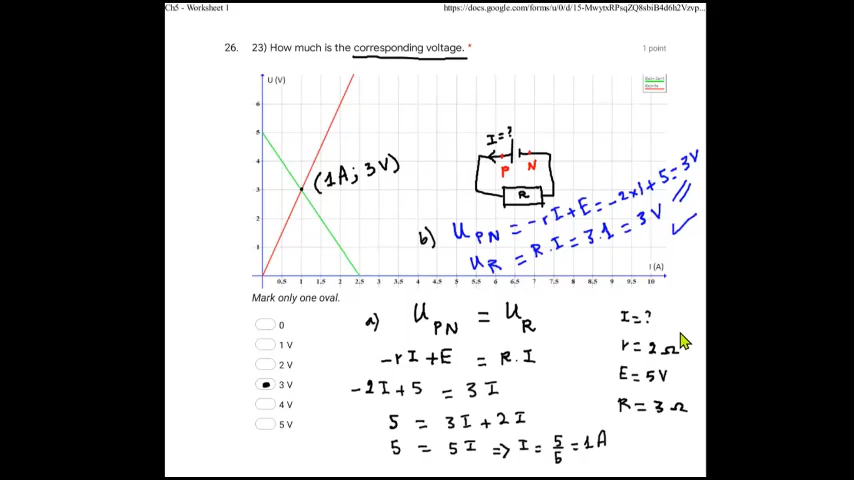 Ch5 - Worksheet 1
https://docs.google.com/forms/u/0/d/15-MwytxRPsqZQ8sbiB4d6h2Vzvp...
26. 23) How much is the corresponding voltage. *
1 point
U (V)
6
5
4
3
2
1
0,5 1 1,5 2 2,5 3 3,5 4 4,5 5 5,5 6 6,5 7 7,5 8 8,5 9 9,5 10
I (A)
(1A; 3V)
I=?
P N
R
b) U_PN = -rI+E = -2×1+5=3V
U_R = R.I = 3.1 = 3V
Mark only one oval.
0
1 V
2 V
3 V
4 V
5 V
a) U_PN = U_R
-rI+E = R.I
-2I+5 = 3I
5 = 3I+2I
5 = 5I => I = 5/5 = 1A
I=?
r=2Ω
E=5V
R=3Ω